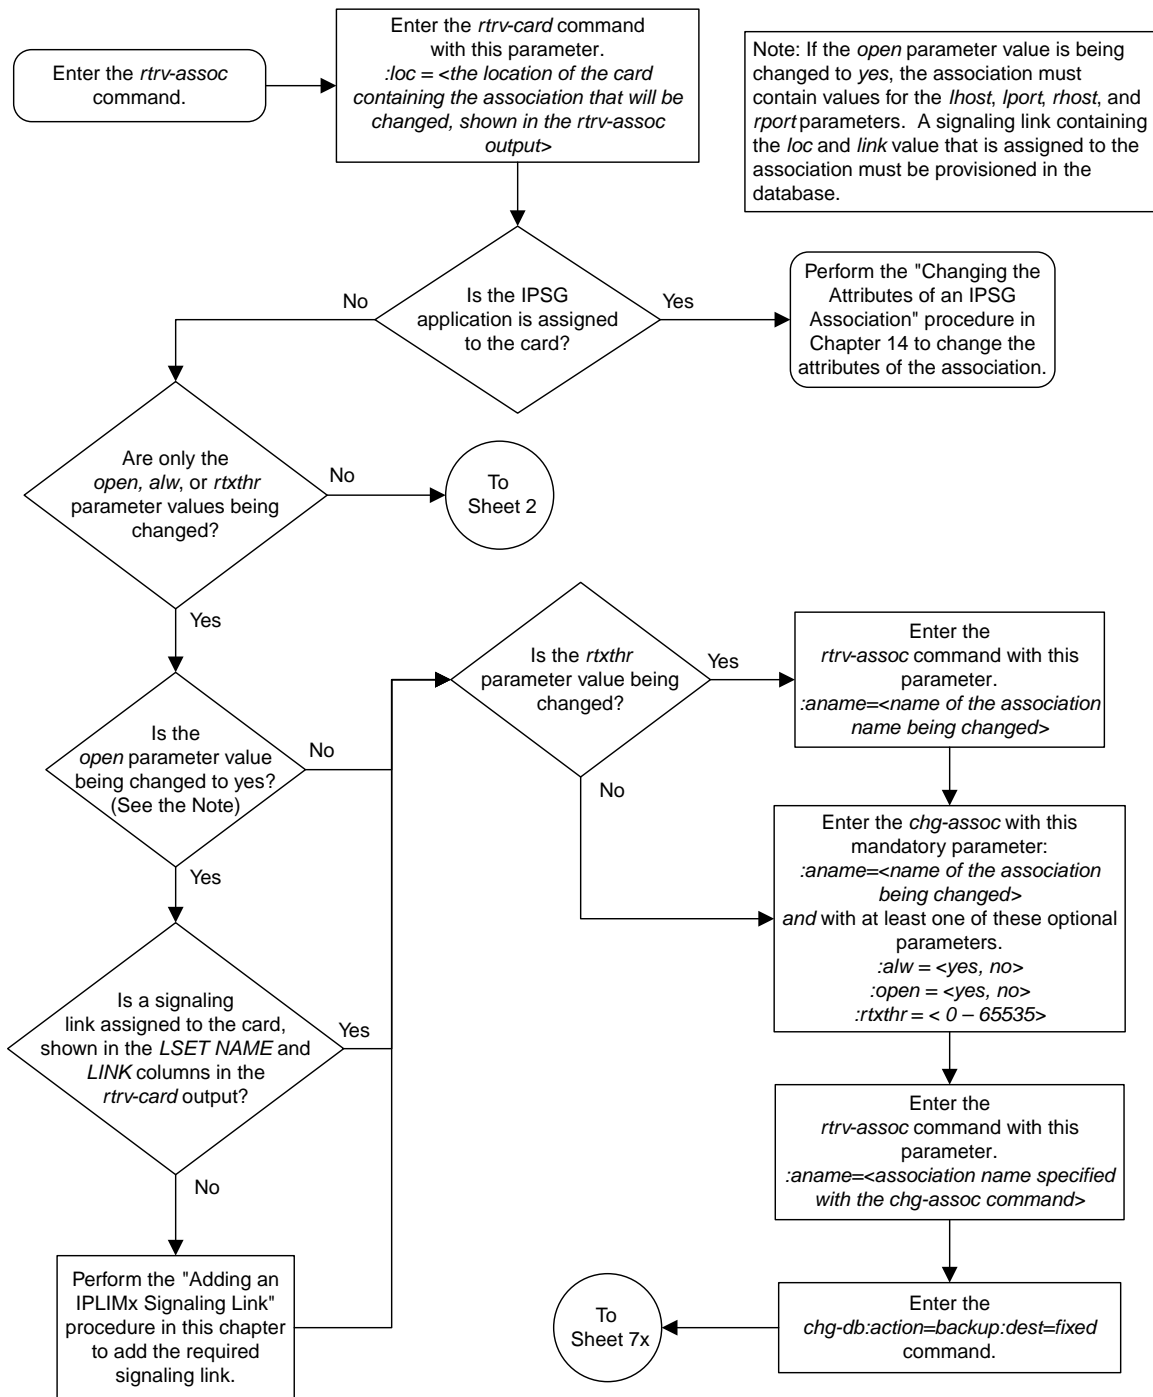 Enter the rtrv-assoc
command.
Enter the rtrv-card command
with this parameter.
:loc = <the location of the card
containing the association that will be
changed, shown in the rtrv-assoc
output>
Note: If the open parameter value is being
changed to yes, the association must
contain values for the lhost, lport, rhost, and
rport parameters. A signaling link containing
the loc and link value that is assigned to the
association must be provisioned in the
database.
Is the IPSG
application is assigned
to the card?
No
Yes
Perform the "Changing the
Attributes of an IPSG
Association" procedure in
Chapter 14 to change the
attributes of the association.
Are only the
open, alw, or rtxthr
parameter values being
changed?
No
To
Sheet 2
Yes
Is the
open parameter value
being changed to yes?
(See the Note)
No
Yes
Is the rtxthr
parameter value being
changed?
Yes
No
Enter the
rtrv-assoc command with this
parameter.
:aname=<name of the association
name being changed>
Enter the chg-assoc with this
mandatory parameter:
:aname=<name of the association
being changed>
and with at least one of these optional
parameters.
:alw = <yes, no>
:open = <yes, no>
:rtxthr = < 0 – 65535>
Is a signaling
link assigned to the card,
shown in the LSET NAME and
LINK columns in the
rtrv-card output?
Yes
No
Enter the
rtrv-assoc command with this
parameter.
:aname=<association name specified
with the chg-assoc command>
Perform the "Adding an
IPLIMx Signaling Link"
procedure in this chapter
to add the required
signaling link.
To
Sheet 7x
Enter the
chg-db:action=backup:dest=fixed
command.